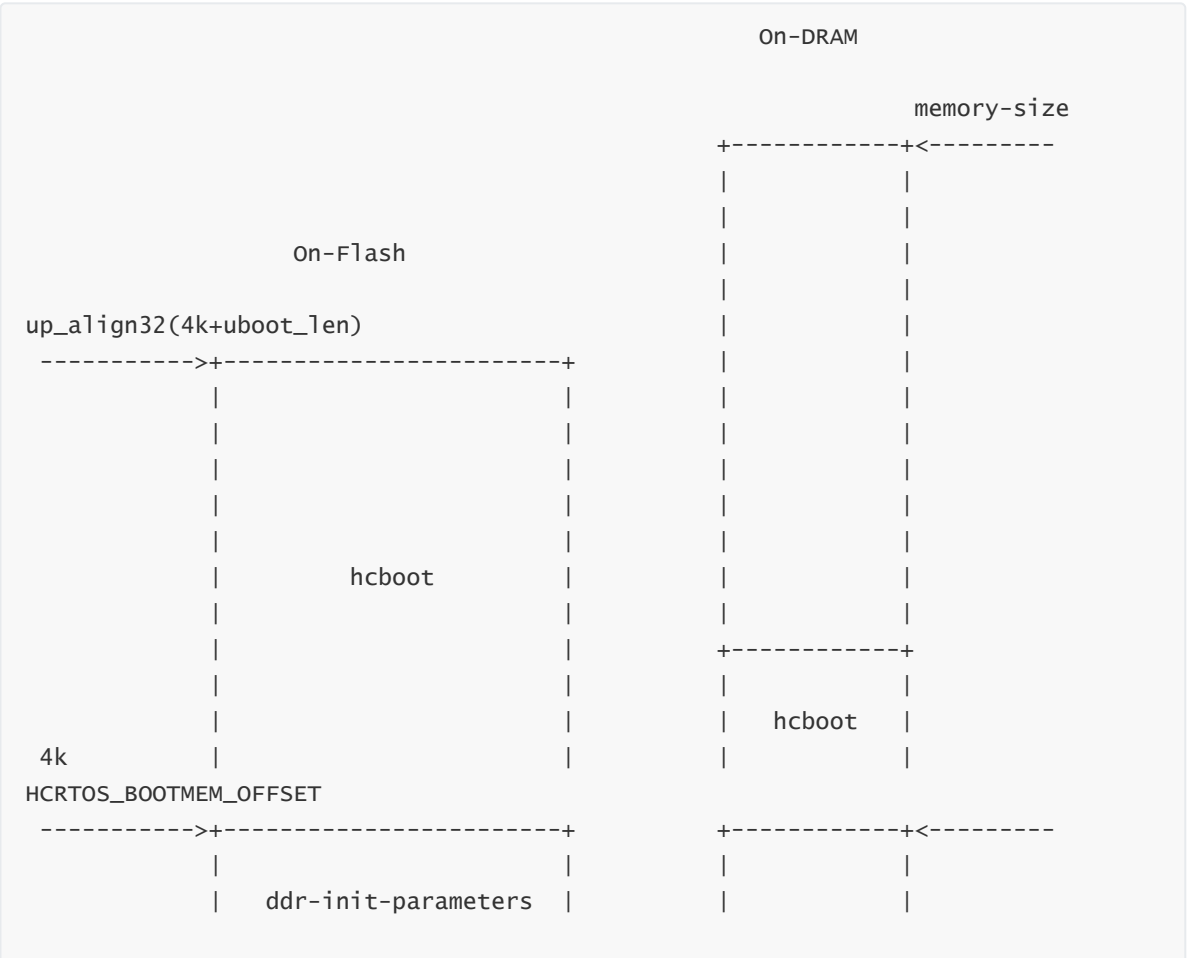 On-DRAM
memory-size
+------------+<---------
|            |
|            |
On-Flash                       |            |
|            |
up_align32(4k+uboot_len)                        |            |
----------->+-----------------------+          |            |
|                       |          |            |
|                       |          |            |
|                       |          |            |
|                       |          |            |
|                       |          |            |
|         hcboot        |          |            |
|                       |          |            |
|                       |          +------------+
|                       |          |            |
|                       |          |   hcboot   |
4k          |                       |          |            |
HCRTOS_BOOTMEM_OFFSET
----------->+-----------------------+          +------------+<---------
|                       |          |            |
|   ddr-init-parameters |          |            |